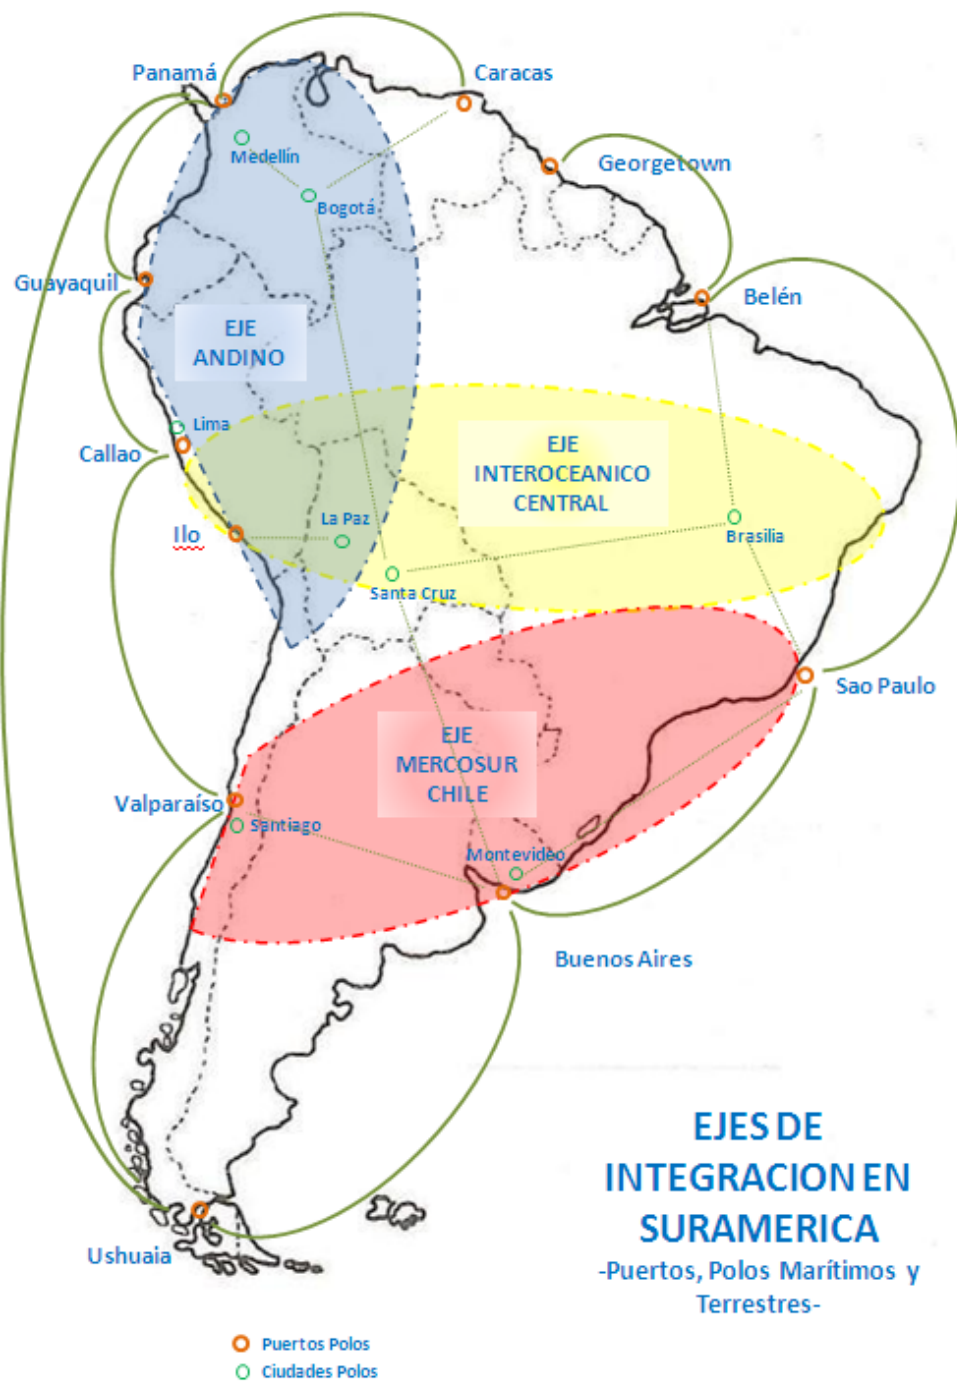 Panamá
Caracas
Medellín
Georgetown
Bogotá
Guayaquil
Belén
EJE
ANDINO
Lima
Callao
EJE
INTEROCEANICO
CENTRAL
Ilo
La Paz
Brasilia
Santa Cruz
Sao Paulo
EJE
MERCOSUR
CHILE
Valparaíso
Santiago
Montevideo
Buenos Aires
EJES DE
INTEGRACION EN
SURAMERICA
-Puertos, Polos Marítimos y
Terrestres-
Ushuaia
Puertos Polos
Ciudades Polos